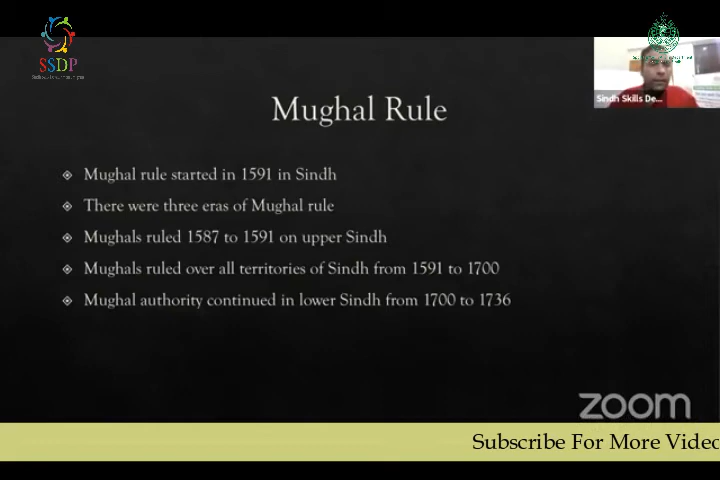 SSDP
Sindh Skills De...
Mughal Rule
Mughal rule started in 1591 in Sindh
There were three eras of Mughal rule
Mughals ruled 1587 to 1591 on upper Sindh
Mughals ruled over all territories of Sindh from 1591 to 1700
Mughal authority continued in lower Sindh from 1700 to 1736
zoom
Subscribe For More Video